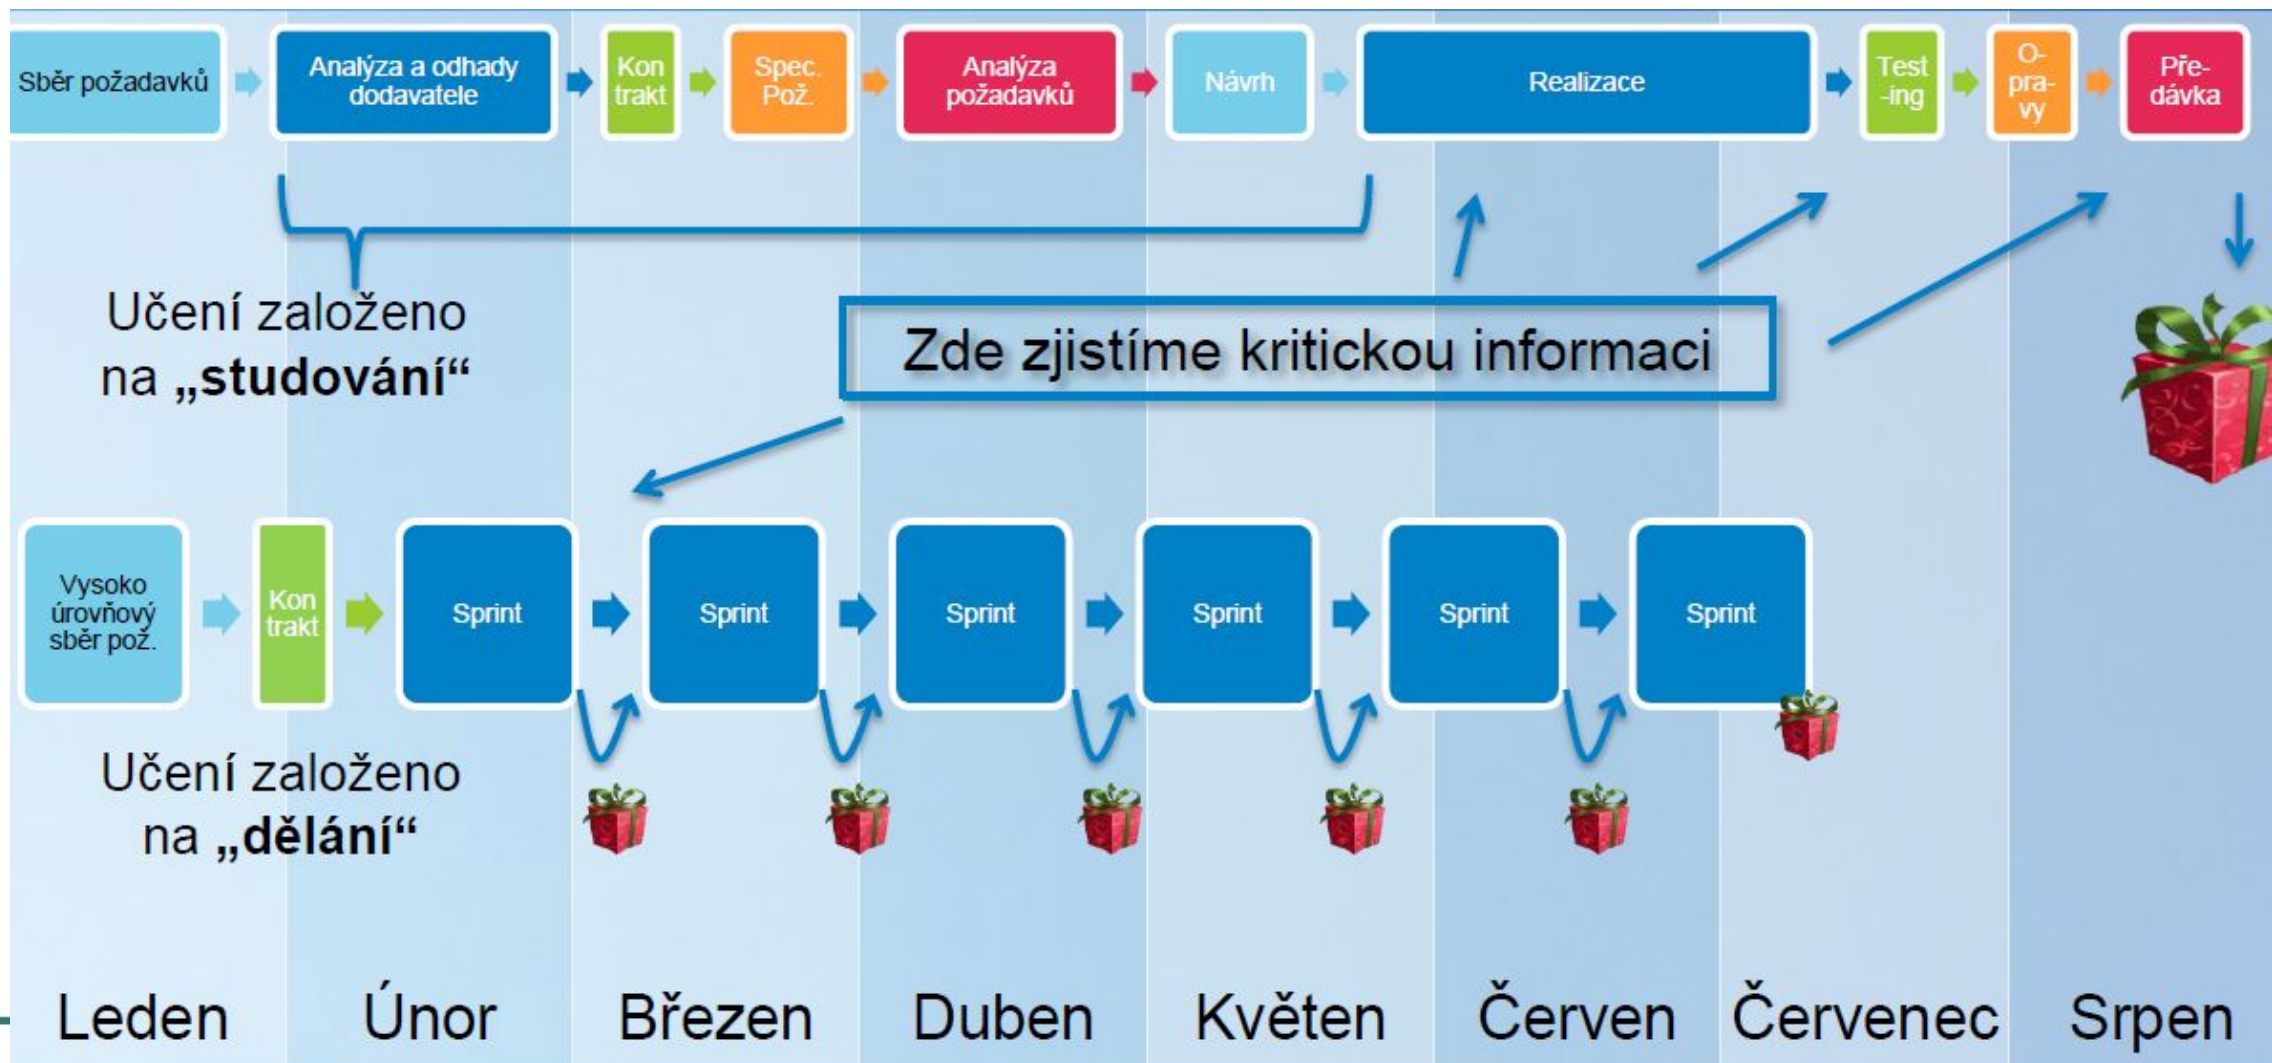 Sběr požadavků
Analýza a odhady
dodavatele
Kon
trakt
Spec.
Pož.
Analýza
požadavků
Návrh
Realizace
Test
-ing
O-
pra-
vy
Pře-
dávka
Učení založeno
na „studování“
Zde zjistíme kritickou informaci
Vysoko
úrovňový
sběr pož.
Kon
trakt
Sprint
Sprint
Sprint
Sprint
Sprint
Sprint
Učení založeno
na „dělání“
Leden
Únor
Březen
Duben
Květen
Červen
Červenec
Srpen